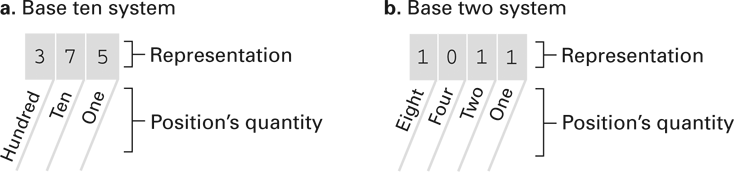 a. Base ten system
3 7 5
Representation
Hundred
Ten
One
Position's quantity
b. Base two system
1 0 1 1
Representation
Eight
Four
Two
One
Position's quantity